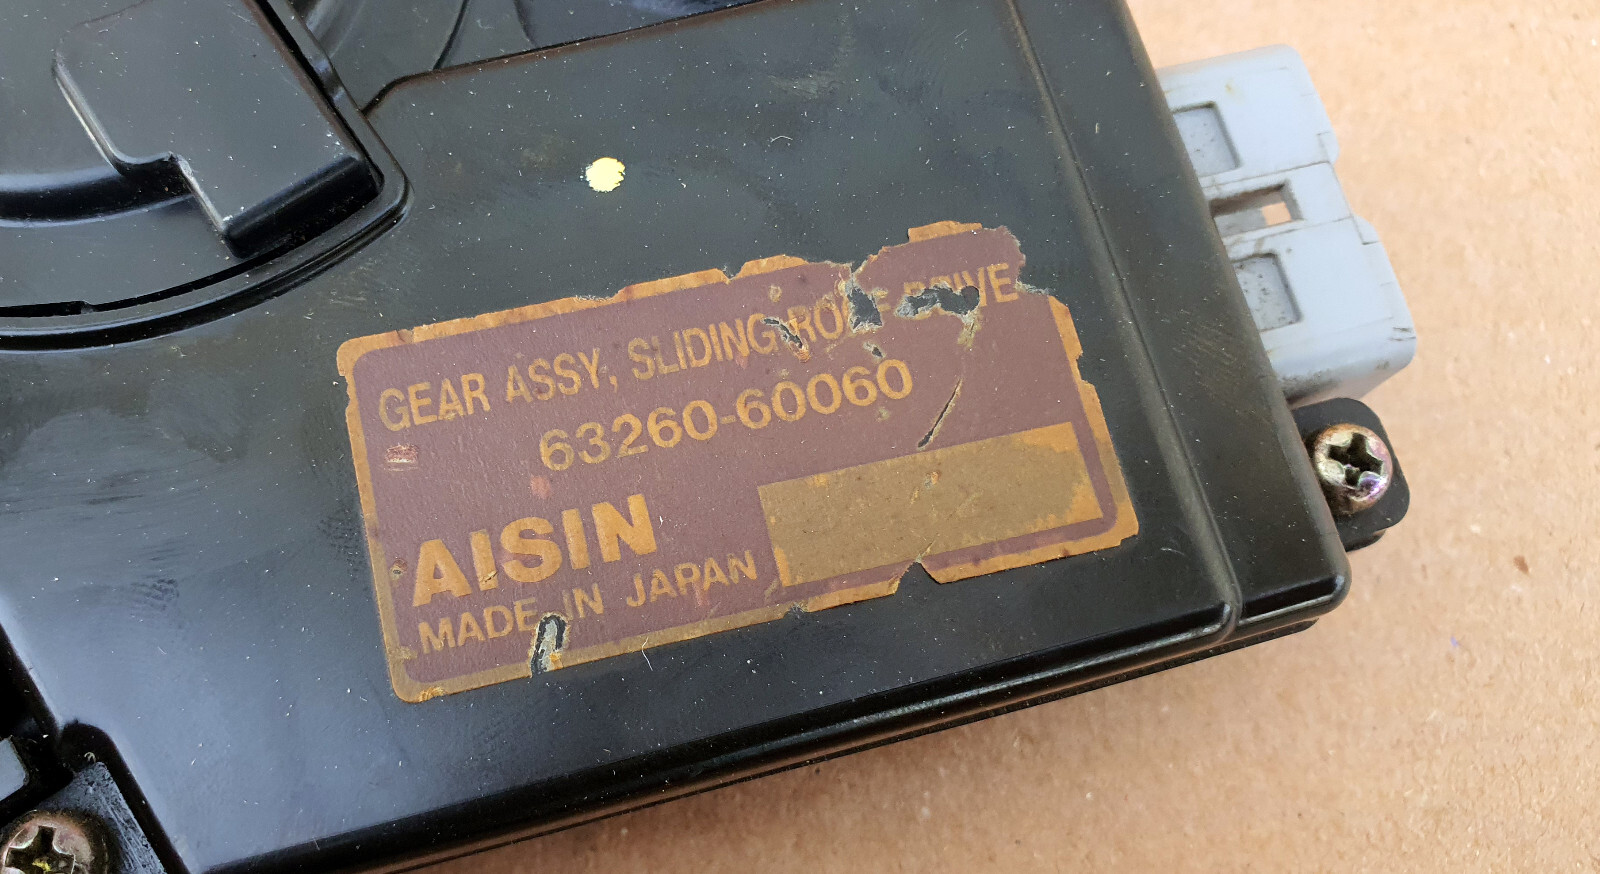 GEAR ASSY, SLIDING ROOF DRIVE
63260-60060
AISIN
MADE IN JAPAN